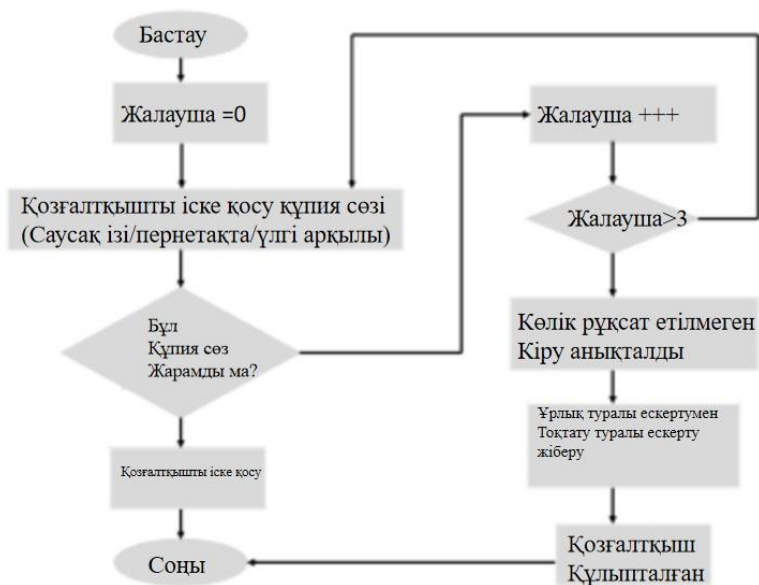 Бастау
Жалауша =0
Қозғалтқышты іске қосу құпия сөзі
(Саусақ ізі/пернетақта/үлгі арқылы)
Бұл
Құпия сөз
Жарамды ма?
Қозғалтқышты іске қосу
Соңы
Жалауша +++
Жалауша>3
Көлік рұқсат етілмеген
Кіру анықталды
Ұрлық туралы ескертумен
Тоқтату туралы ескерту
жіберу
Қозғалтқыш
Құлыпталған